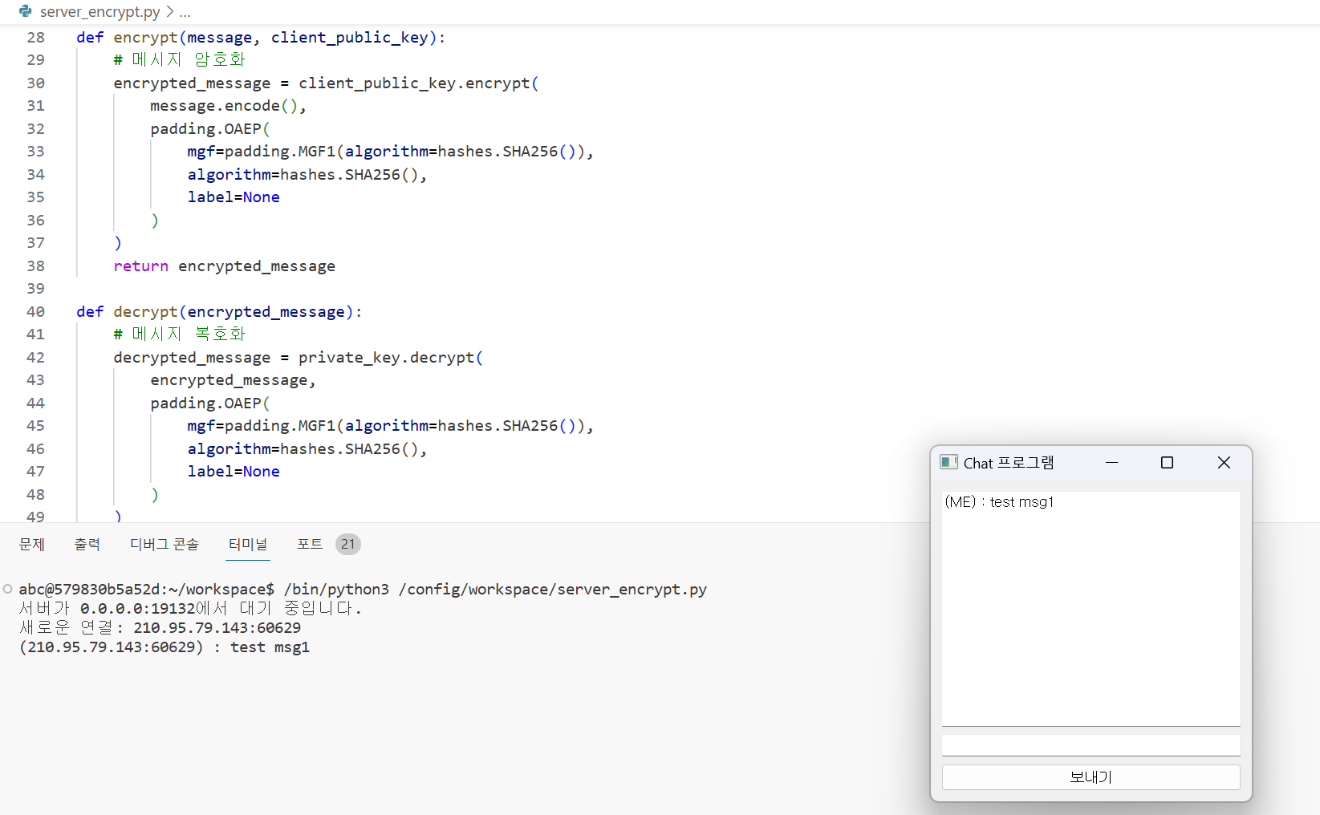 server_encrypt.py > ...
28 def encrypt(message, client_public_key):
29 # 메시지 암호화
30 encrypted_message = client_public_key.encrypt(
31 message.encode(),
32 padding.OAEP(
33 mgf=padding.MGF1(algorithm=hashes.SHA256()),
34 algorithm=hashes.SHA256(),
35 label=None
36 )
37 )
38 return encrypted_message
39
40 def decrypt(encrypted_message):
41 # 메시지 복호화
42 decrypted_message = private_key.decrypt(
43 encrypted_message,
44 padding.OAEP(
45 mgf=padding.MGF1(algorithm=hashes.SHA256()),
46 algorithm=hashes.SHA256(),
47 label=None
48 )
49 )
문제 출력 디버그 콘솔 터미널 포트 21
abc@579830b5a52d:~/workspace$ /bin/python3 /config/workspace/server_encrypt.py
서버가 0.0.0.0:19132에서 대기 중입니다.
새로운 연결: 210.95.79.143:60629
(210.95.79.143:60629) : test msg1
Chat 프로그램
(ME) : test msg1
보내기